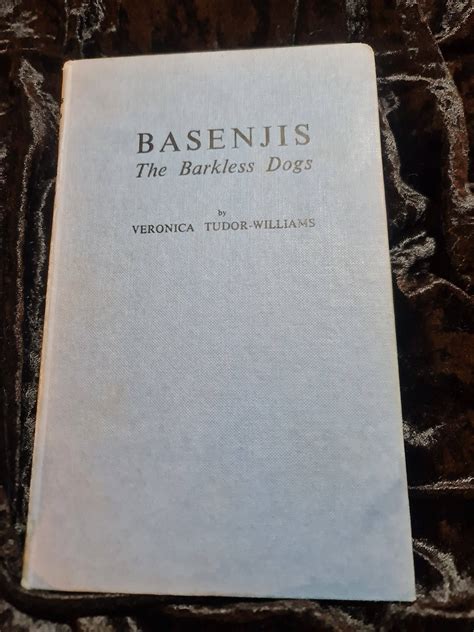 BASENJIS
The Barkless Dogs
by
VERONICA TUDOR-WILLIAMS